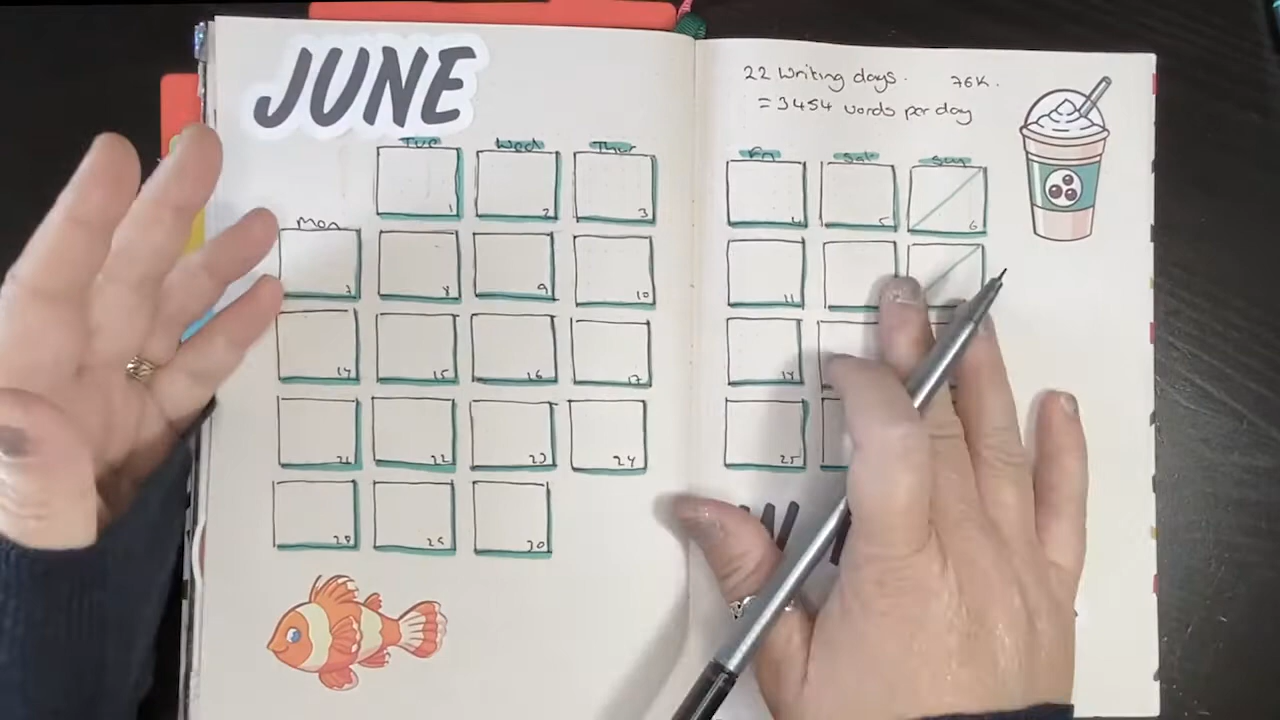 JUNE
22 Writing days. 76K.
= 3454 words per day
Tue Wed Thur Fri Sat Sun
1 2 3 4 5 6
Mon
7 8 9 10 11
14 15 16 17 18
21 22 23 24 25
28 29 30